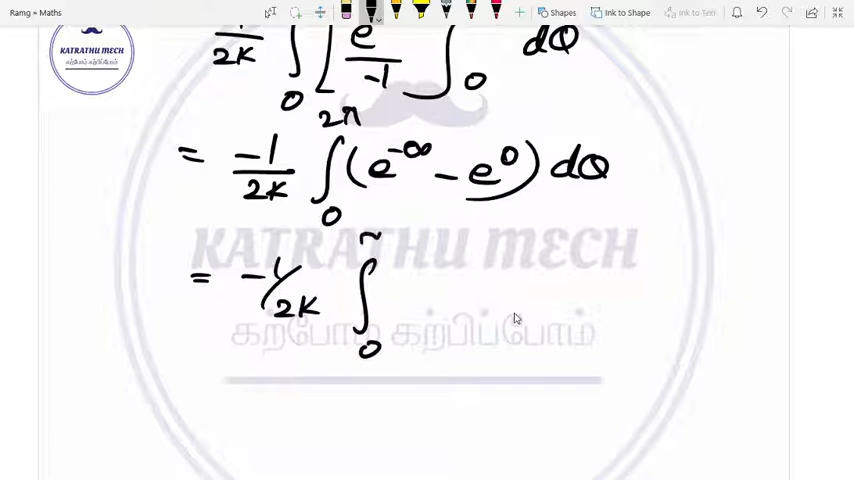 Ramg = Maths
Shapes
Ink to Shape
Ink to Text
KATRATHU MECH
கற்போம் கற்பிப்போம்
1/2K ∫0 [e/-1]0 dθ
= -1/2K ∫0 2π (e^-∞ - e^0) dθ
KATRATHU MECH
= -1/2K ∫0
கற்போம் கற்பிப்போம்